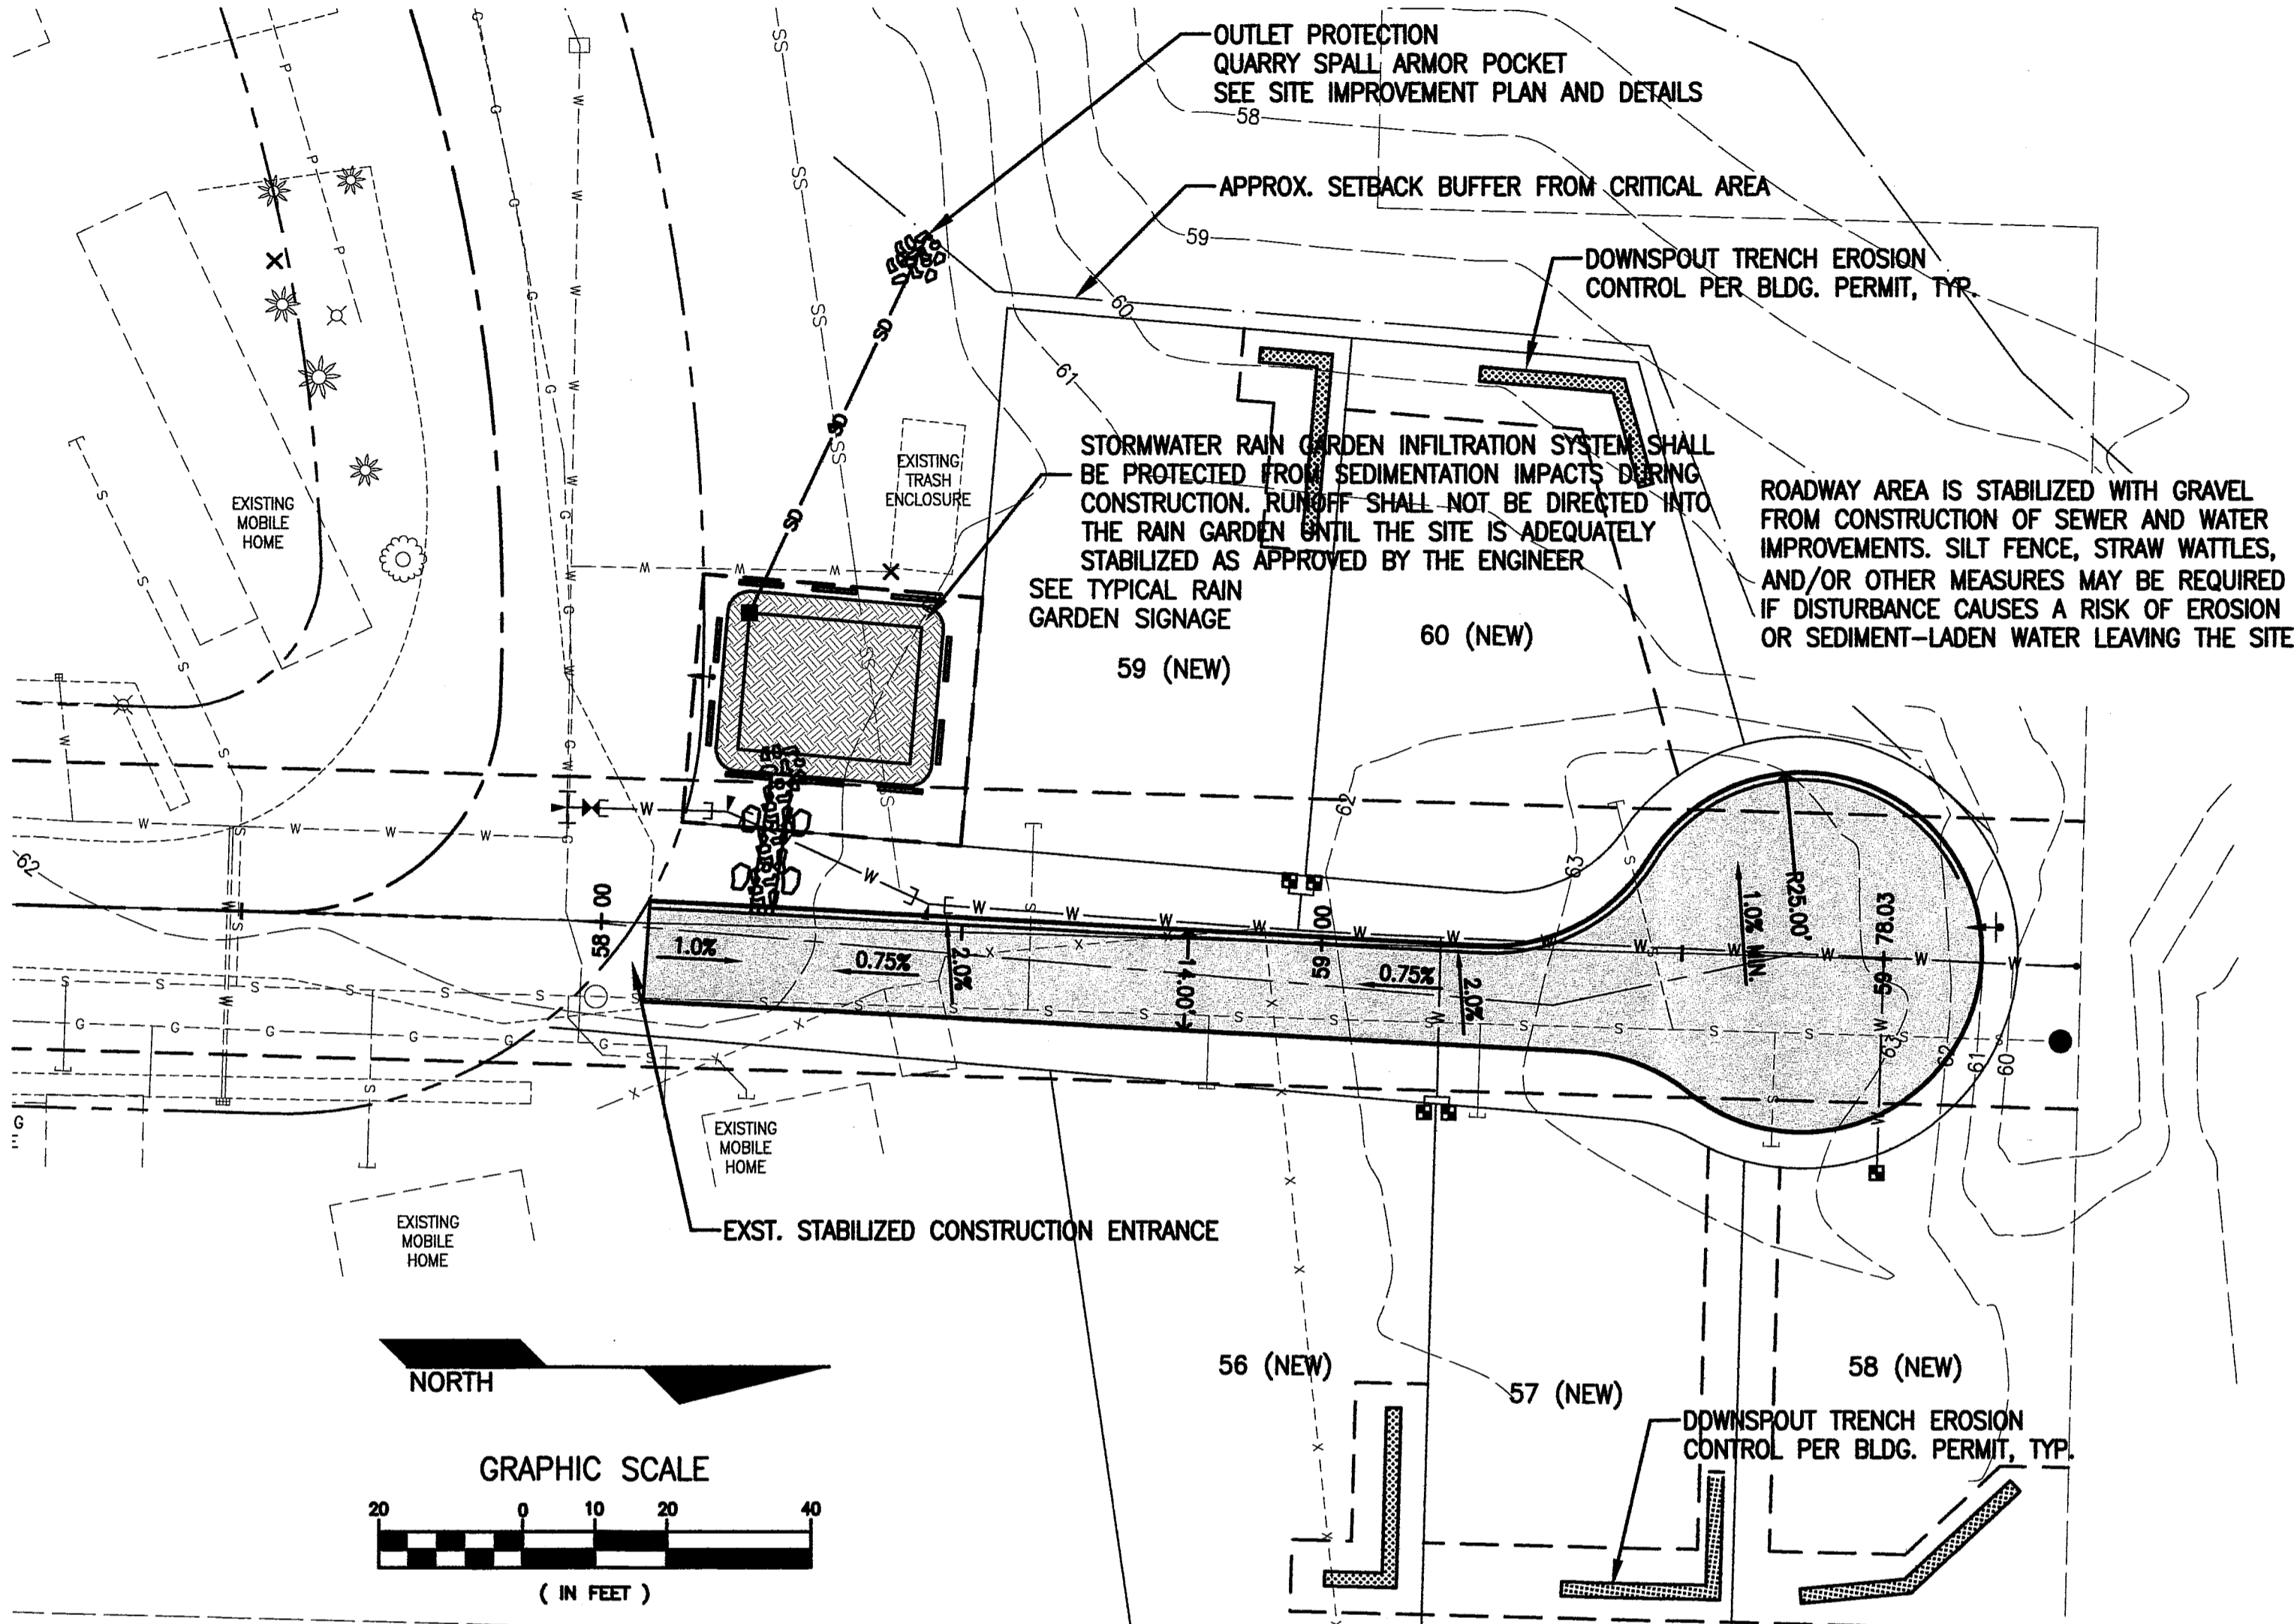 OUTLET PROTECTION
QUARRY SPALL ARMOR POCKET
SEE SITE IMPROVEMENT PLAN AND DETAILS
58
APPROX. SETBACK BUFFER FROM CRITICAL AREA
59
DOWNSPOUT TRENCH EROSION
CONTROL PER BLDG. PERMIT, TYP.
60
61
SD
SD
SD
STORMWATER RAIN GARDEN INFILTRATION SYSTEM SHALL
BE PROTECTED FROM SEDIMENTATION IMPACTS DURING
CONSTRUCTION. RUNOFF SHALL NOT BE DIRECTED INTO
THE RAIN GARDEN UNTIL THE SITE IS ADEQUATELY
STABILIZED AS APPROVED BY THE ENGINEER
SEE TYPICAL RAIN
GARDEN SIGNAGE
EXISTING
TRASH
ENCLOSURE
EXISTING
MOBILE
HOME
ROADWAY AREA IS STABILIZED WITH GRAVEL
FROM CONSTRUCTION OF SEWER AND WATER
IMPROVEMENTS. SILT FENCE, STRAW WATTLES,
AND/OR OTHER MEASURES MAY BE REQUIRED
IF DISTURBANCE CAUSES A RISK OF EROSION
OR SEDIMENT-LADEN WATER LEAVING THE SITE
59 (NEW)
60 (NEW)
62
63
62
58+00
1.0%
0.75%
2.0%
14.00'
59+00
0.75%
2.0%
1.0% MIN.
R25.00'
59+78.03
63
62
61
60
EXISTING
MOBILE
HOME
EXISTING
MOBILE
HOME
EXST. STABILIZED CONSTRUCTION ENTRANCE
56 (NEW)
57 (NEW)
58 (NEW)
DOWNSPOUT TRENCH EROSION
CONTROL PER BLDG. PERMIT, TYP.
NORTH
GRAPHIC SCALE
20 0 10 20 40
( IN FEET )